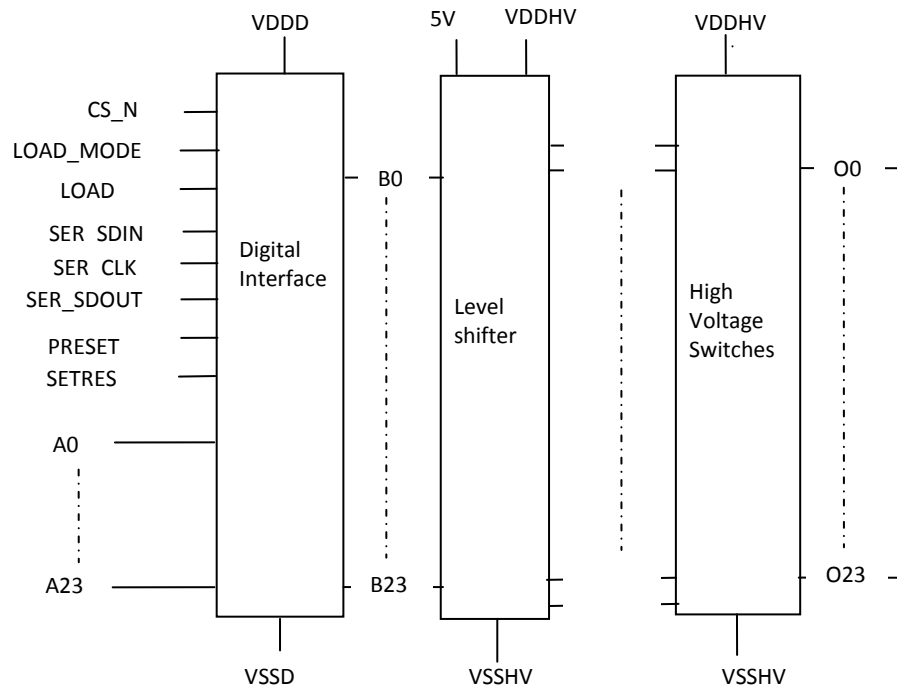 VDDD
5V
VDDHV
VDDHV
CS_N
LOAD_MODE
LOAD
SER SDIN
SER CLK
SER_SDOUT
PRESET
SETRES
A0
A23
Digital
Interface
VSSD
B0
B23
Level
shifter
VSSHV
High
Voltage
Switches
VSSHV
O0
O23